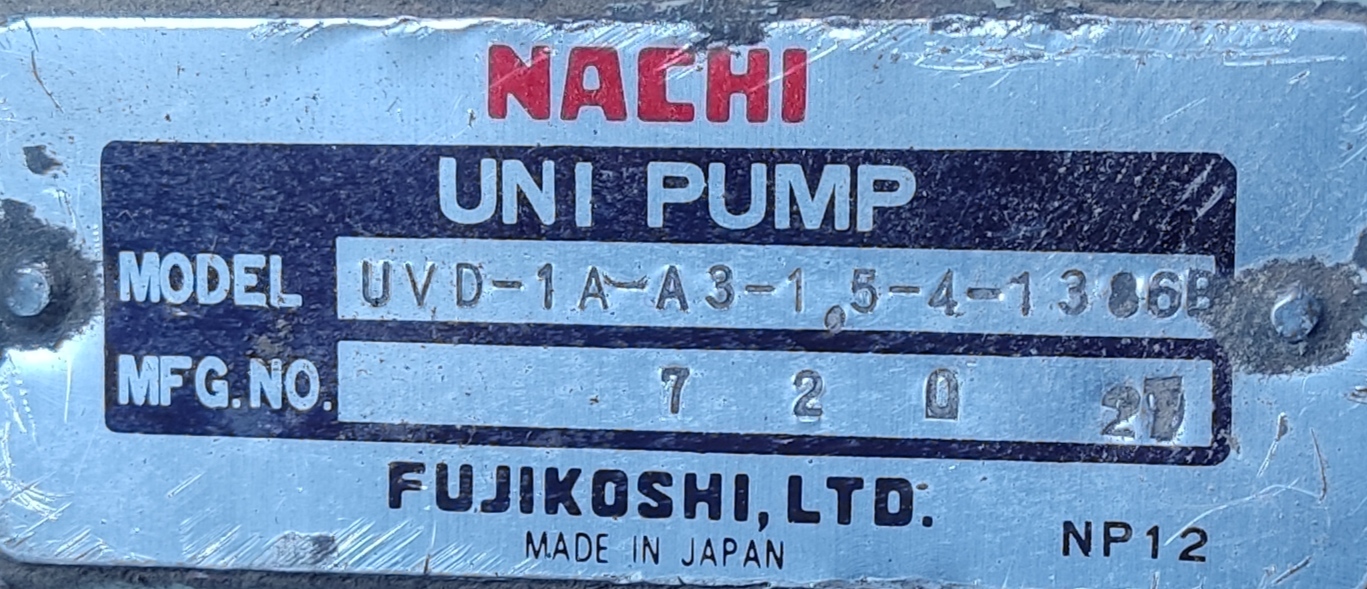 NACHI
UNI PUMP
MODEL UVD-1A-A3-1.5-4-1386B
MFG.NO. 7 2 0
FUJIKOSHI, LTD.
MADE IN JAPAN
NP12